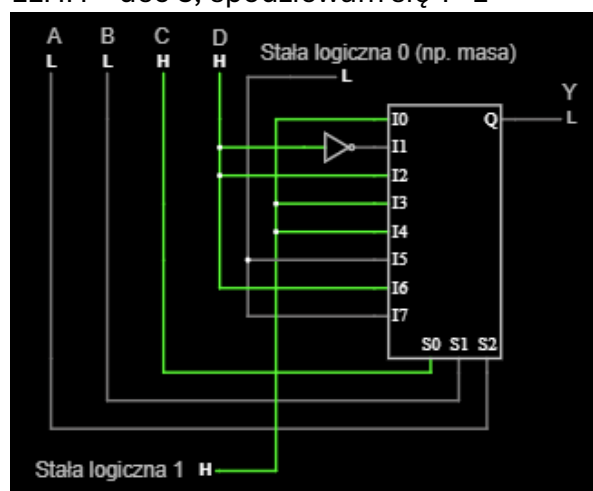 A B C D
L L H H
Stała logiczna 0 (np. masa)
L
Y
I0 Q L
I1
I2
I3
I4
I5
I6
I7
S0 S1 S2
Stała logiczna 1 H